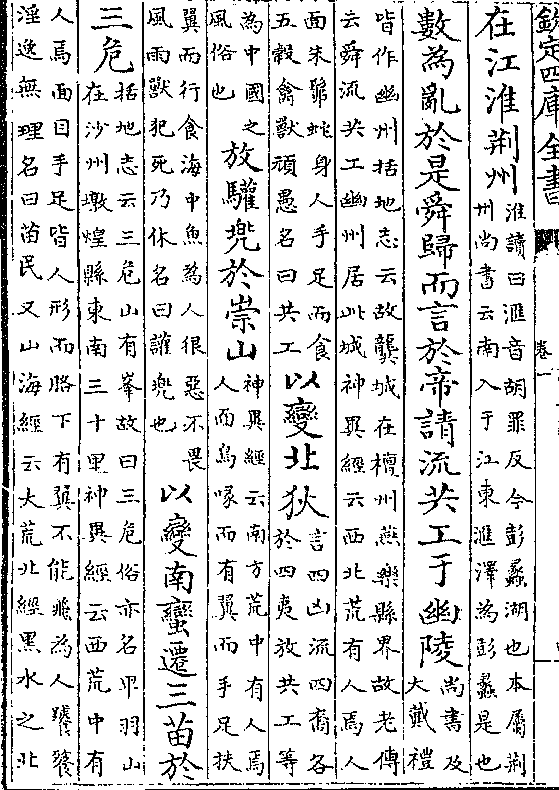 欽定四庫全書 卷一
在江淮荆州
淮讀曰滙音胡罪反今彭蠡湖也本屬荆
州尚書云南入于江東滙澤為彭蠡是也
數為亂於是舜歸而言於帝請流共工于幽陵
尚書及
大戴禮
皆作幽州括地志云故龔城在檀州燕樂縣界故老傳
云舜流共工幽州居此城神異經云西北荒有人焉人
面朱髴蛇身人手足而食
五穀禽獸頑愚名曰共工
以變北狄
言四凶流四裔各
於四夷放共工等
為中國之
風俗也
放驩兠於崇山
神異經云南方荒中有人焉
人面鳥喙而有翼而手足扶
翼而行食海中魚為人很惡不畏
風雨獸犯死乃休名曰讙兠也
以變南蠻遷三苗於
三危
括地志云三危山有峯故曰三危俗亦名卑羽山
在沙州燉煌縣東南三十里神異經云西荒中有
人焉面目手足皆人形而胳下有翼不能飛為人饕餮
淫逸無理名曰苗民又山海經云大荒北經黑水之北